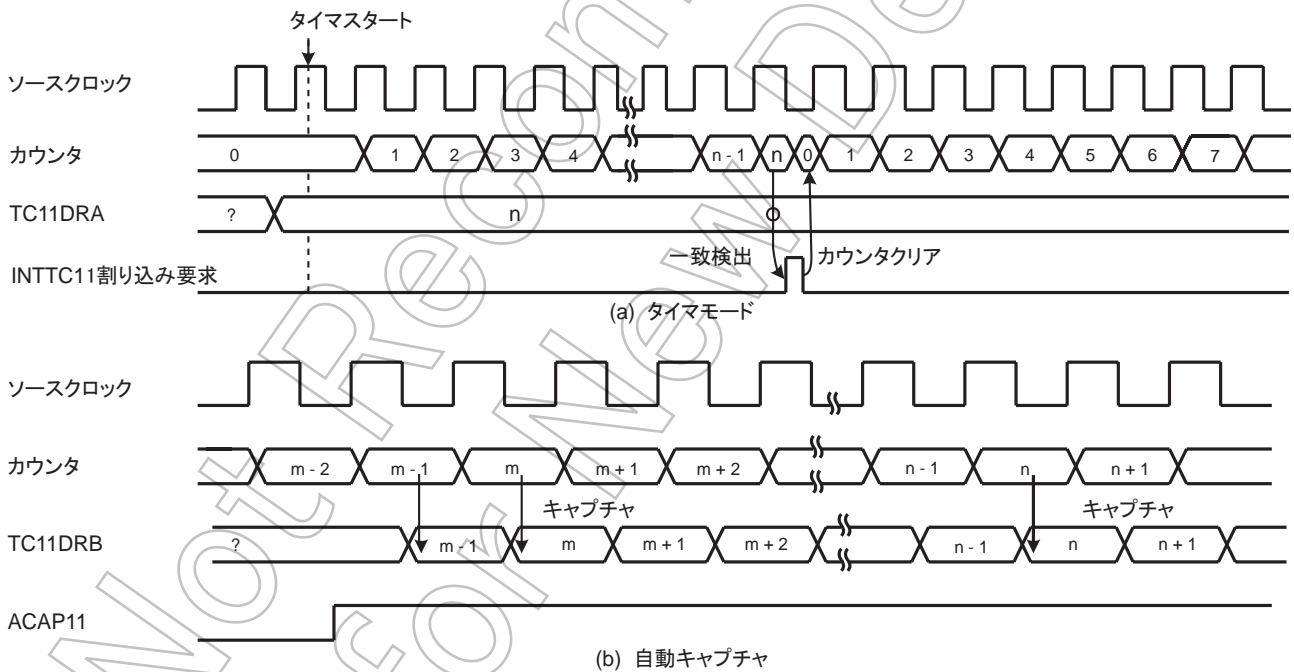 タイマスタート
ソースクロック
カウンタ 0 1 2 3 4 n - 1 n 0 1 2 3 4 5 6 7
TC11DRA ? n
一致検出 カウンタクリア
INTTC11割り込み要求
(a) タイマモード
ソースクロック
カウンタ m - 2 m - 1 m m + 1 m + 2 n - 1 n n + 1
キャプチャ キャプチャ
TC11DRB ? m - 1 m m + 1 m + 2 n - 1 n n + 1
ACAP11
(b) 自動キャプチャ